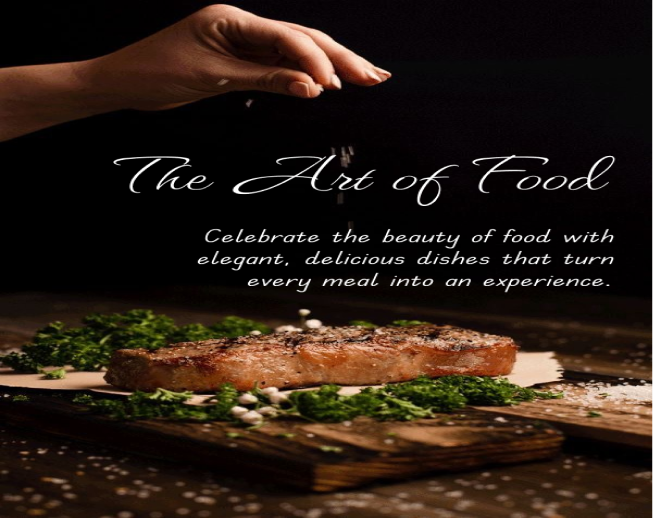 The Art of Food
Celebrate the beauty of food with
elegant, delicious dishes that turn
every meal into an experience.